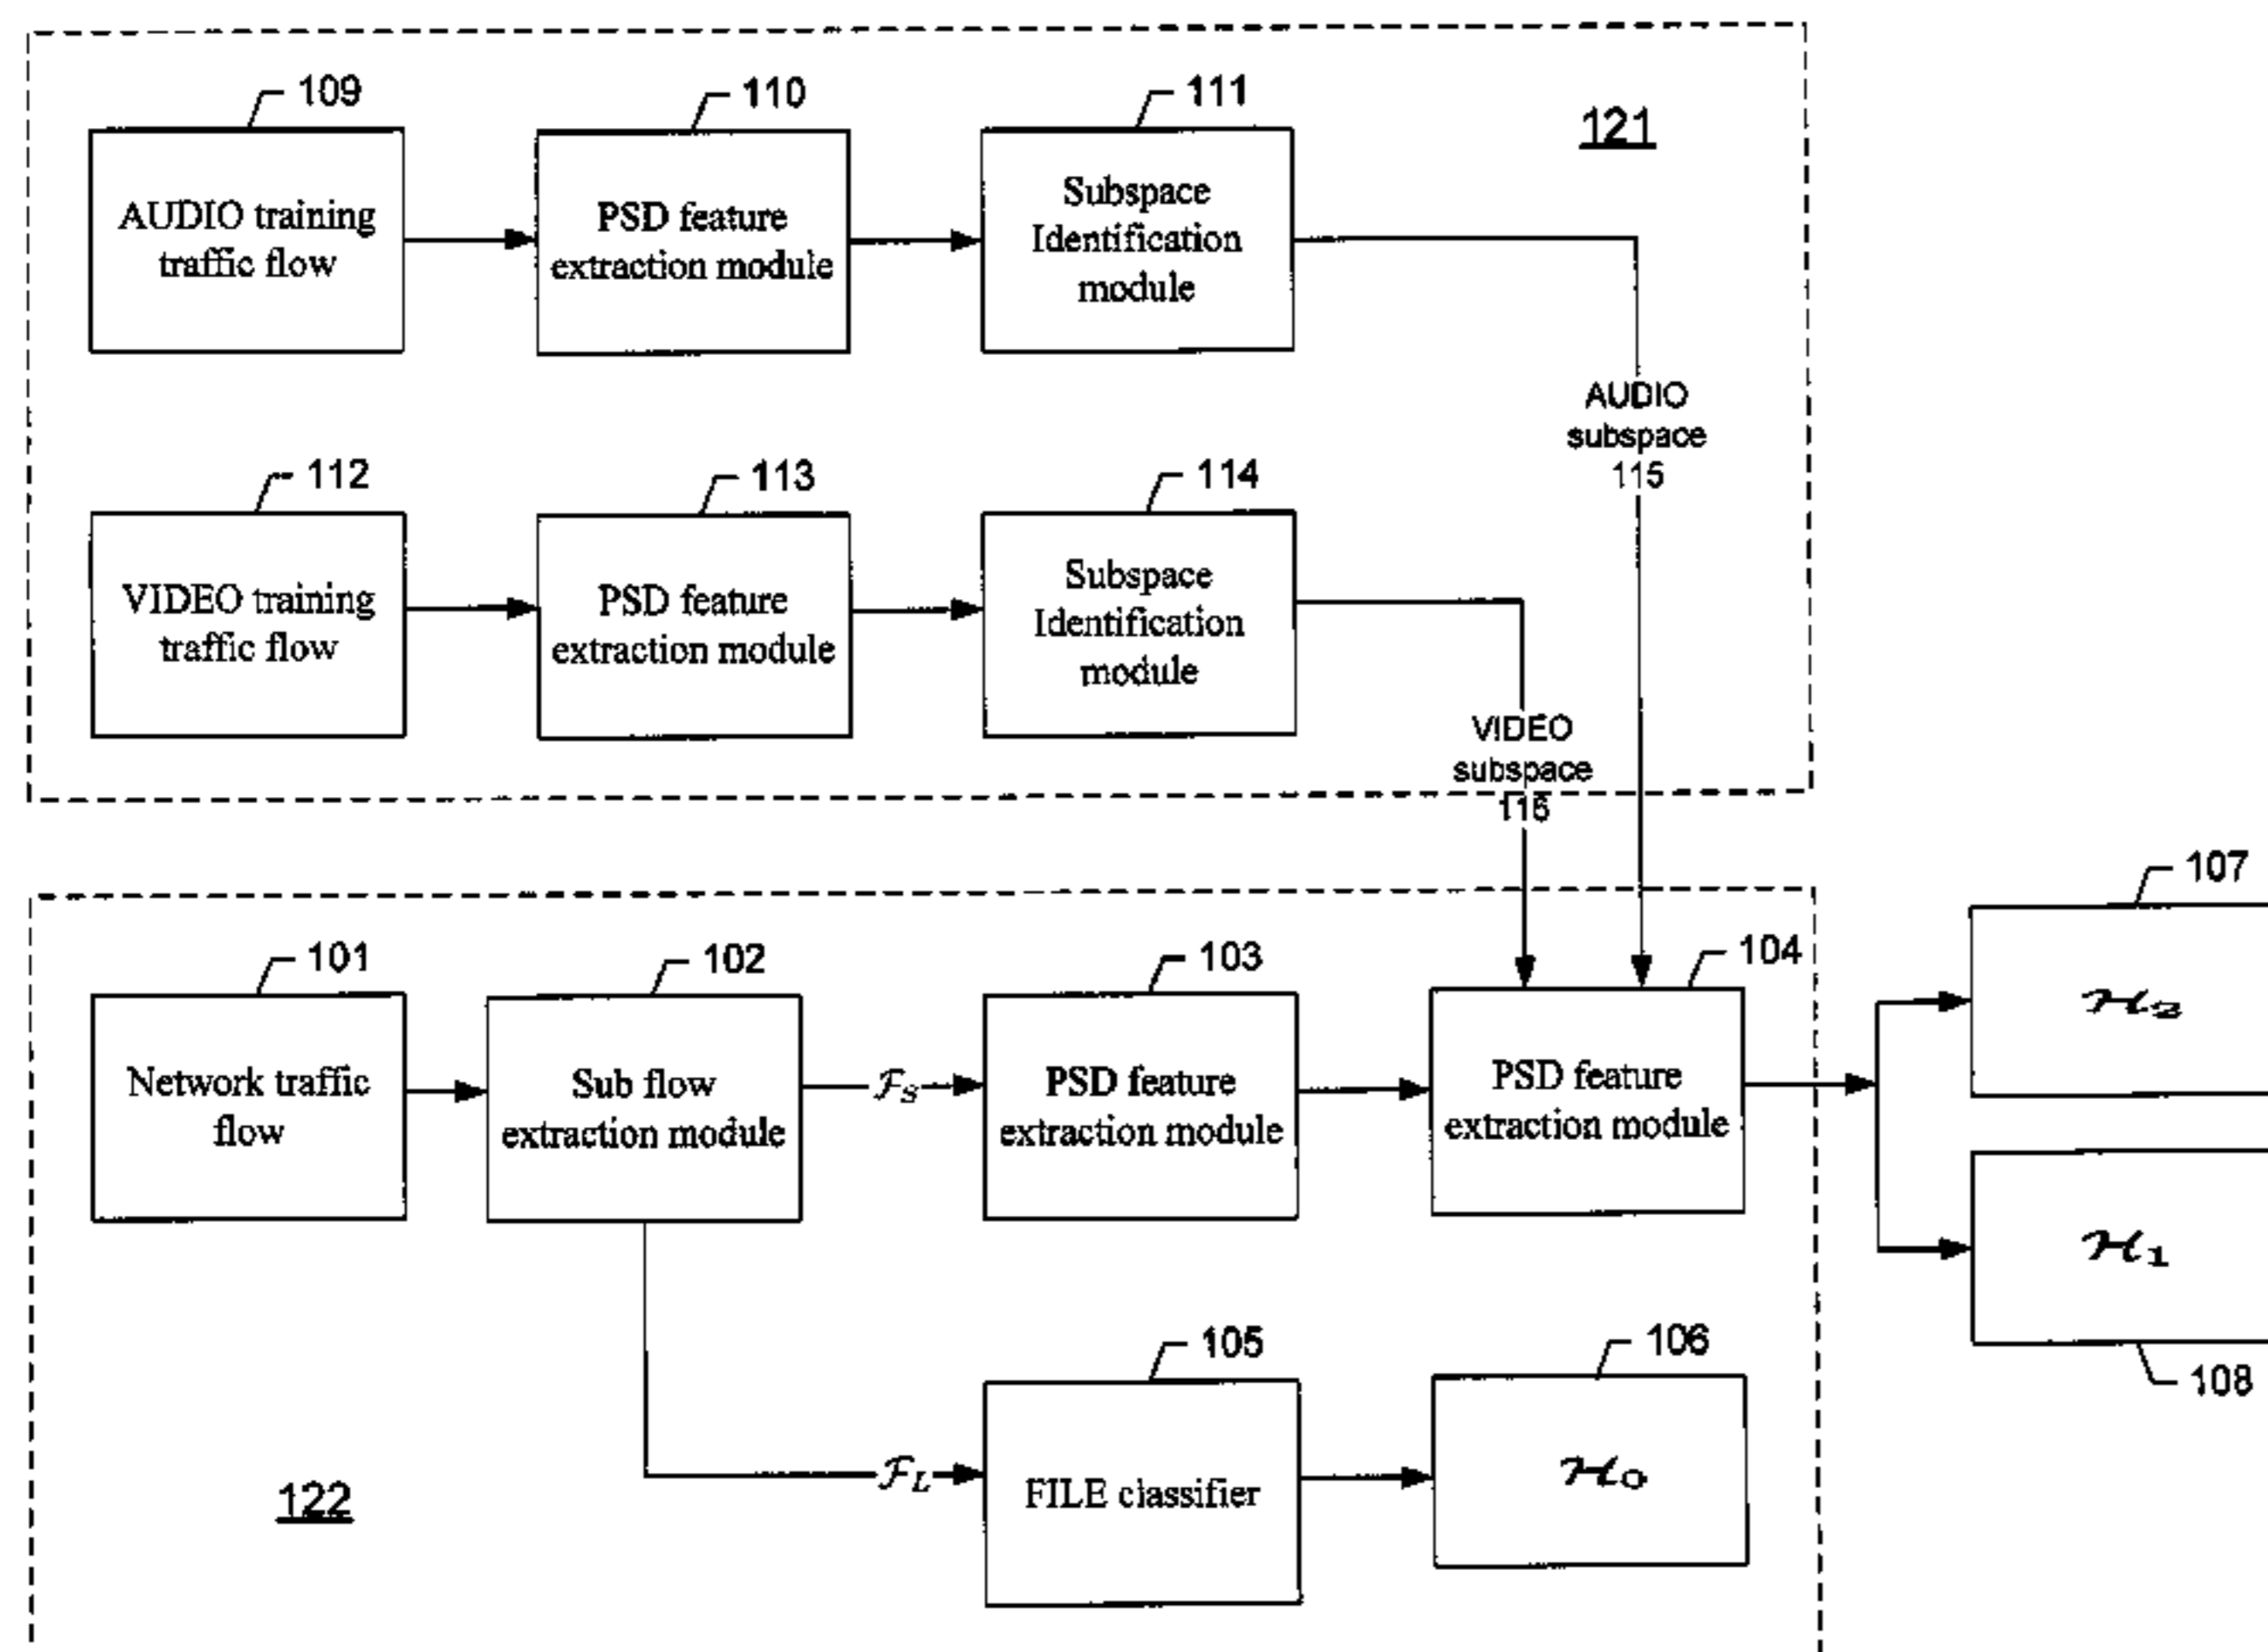 109
110
111
121
AUDIO training
traffic flow
PSD feature
extraction module
Subspace
Identification
module
AUDIO
subspace
115
112
113
114
VIDEO training
traffic flow
PSD feature
extraction module
Subspace
Identification
module
VIDEO
subspace
116
101
102
103
104
107
Network traffic
flow
Sub flow
extraction module
ℱS
PSD feature
extraction module
PSD feature
extraction module
ℋ2
ℋ1
108
105
106
ℱL
FILE classifier
ℋ0
122